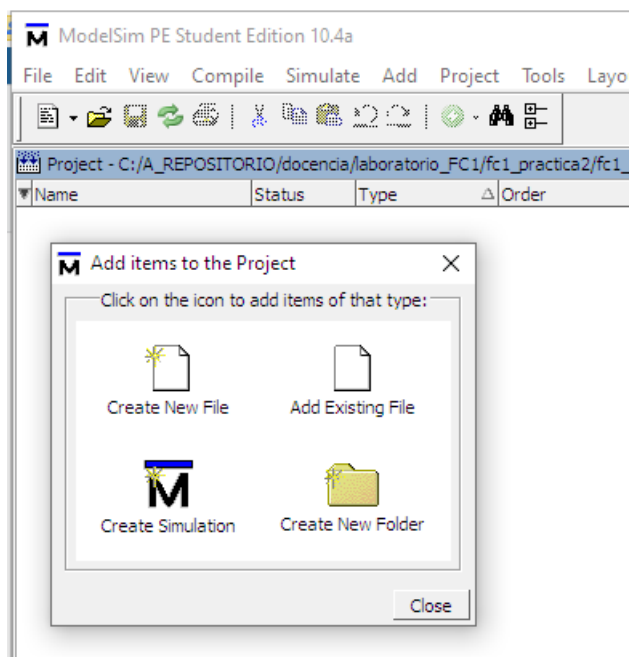 ModelSim PE Student Edition 10.4a
File Edit View Compile Simulate Add Project Tools Layo
Project - C:/A_REPOSITORIO/docencia/laboratorio_FC1/fc1_practica2/fc1_
Name Status Type Order
Add items to the Project
Click on the icon to add items of that type:
Create New File Add Existing File
Create Simulation Create New Folder
Close